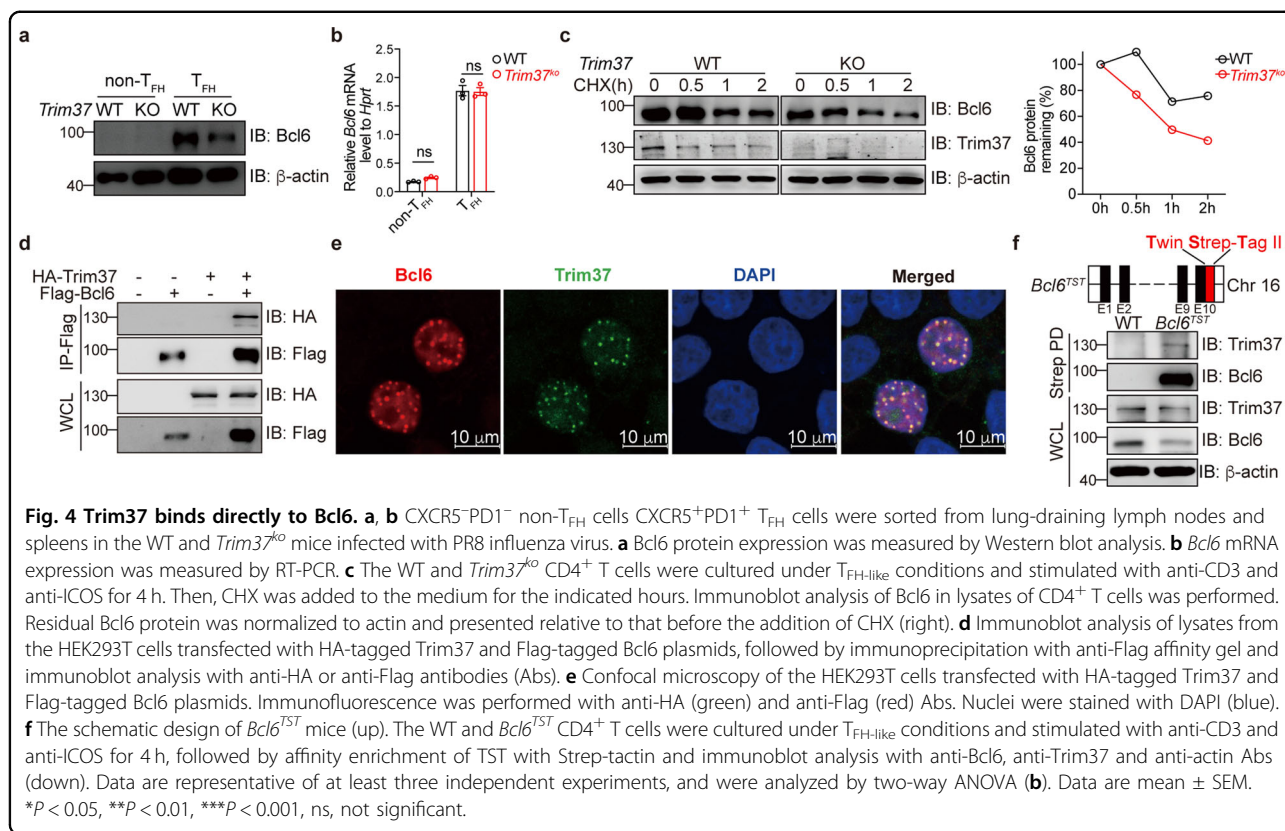 a
non-TFH TFH
Trim37 WT KO WT KO
100
IB: Bcl6
40
IB: β-actin
b
Relative Bcl6 mRNA
level to Hprt
2.5
2.0
1.5
1.0
0.5
0.0
ns
ns
WT
Trim37ko
non-TFH
TFH
c
Trim37 WT KO
CHX(h) 0 0.5 1 2 0 0.5 1 2
100
IB: Bcl6
130
IB: Trim37
40
IB: β-actin
Bcl6 protein
remaining (%)
100
80
60
40
20
0
0h 0.5h 1h 2h
WT
Trim37ko
d
HA-Trim37 - - + +
Flag-Bcl6 - + - +
IP-Flag
130
IB: HA
100
IB: Flag
WCL
130
IB: HA
100
IB: Flag
e
Bcl6 Trim37 DAPI Merged
10 μm 10 μm 10 μm 10 μm
f
Twin Strep-Tag II
Bcl6TST
Chr 16
E1 E2 E9 E10
WT Bcl6TST
Strep PD
130
IB: Trim37
100
IB: Bcl6
WCL
130
IB: Trim37
100
IB: Bcl6
40
IB: β-actin
Fig. 4 Trim37 binds directly to Bcl6. a, b CXCR5−PD1− non-TFH cells CXCR5+PD1+ TFH cells were sorted from lung-draining lymph nodes and
spleens in the WT and Trim37ko mice infected with PR8 influenza virus. a Bcl6 protein expression was measured by Western blot analysis. b Bcl6 mRNA
expression was measured by RT-PCR. c The WT and Trim37ko CD4+ T cells were cultured under TFH-like conditions and stimulated with anti-CD3 and
anti-ICOS for 4 h. Then, CHX was added to the medium for the indicated hours. Immunoblot analysis of Bcl6 in lysates of CD4+ T cells was performed.
Residual Bcl6 protein was normalized to actin and presented relative to that before the addition of CHX (right). d Immunoblot analysis of lysates from
the HEK293T cells transfected with HA-tagged Trim37 and Flag-tagged Bcl6 plasmids, followed by immunoprecipitation with anti-Flag affinity gel and
immunoblot analysis with anti-HA or anti-Flag antibodies (Abs). e Confocal microscopy of the HEK293T cells transfected with HA-tagged Trim37 and
Flag-tagged Bcl6 plasmids. Immunofluorescence was performed with anti-HA (green) and anti-Flag (red) Abs. Nuclei were stained with DAPI (blue).
f The schematic design of Bcl6TST mice (up). The WT and Bcl6TST CD4+ T cells were cultured under TFH-like conditions and stimulated with anti-CD3 and
anti-ICOS for 4 h, followed by affinity enrichment of TST with Strep-tactin and immunoblot analysis with anti-Bcl6, anti-Trim37 and anti-actin Abs
(down). Data are representative of at least three independent experiments, and were analyzed by two-way ANOVA (b). Data are mean ± SEM.
*P < 0.05, **P < 0.01, ***P < 0.001, ns, not significant.